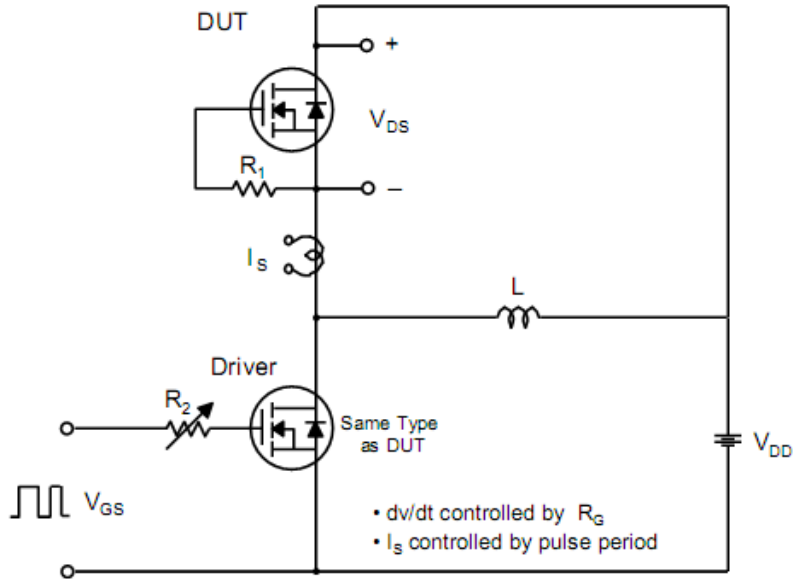 DUT
+
V_DS
R_1
–
I_S
L
Driver
R_2
Same Type
as DUT
V_DD
V_GS
• dv/dt controlled by R_G
• I_S controlled by pulse period